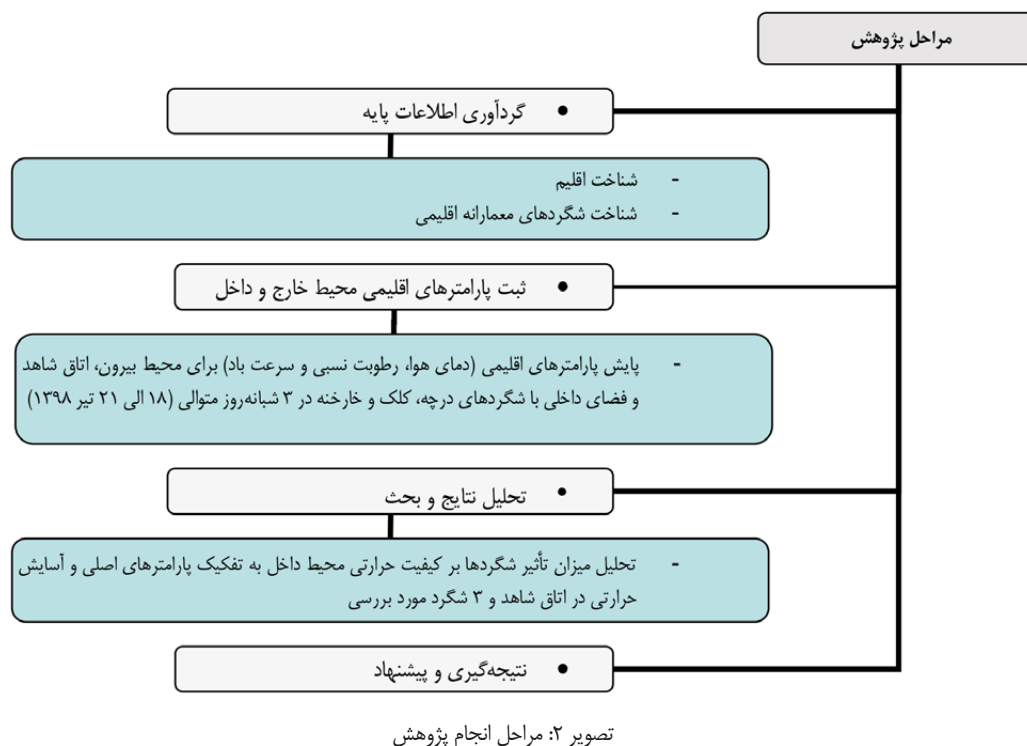 مراحل پژوهش
• گردآوری اطلاعات پایه
- شناخت اقلیم
- شناخت شگردهای معمارانه اقلیمی
• ثبت پارامترهای اقلیمی محیط خارج و داخل
- پایش پارامترهای اقلیمی (دمای هوا، رطوبت نسبی و سرعت باد) برای محیط بیرون، اتاق شاهد
و فضای داخلی با شگردهای درچه، کلک و خارخنه در ۳ شبانه‌روز متوالی (۱۸ الی ۲۱ تیر ۱۳۹۸)
• تحلیل نتایج و بحث
- تحلیل میزان تأثیر شگردها بر کیفیت حرارتی محیط داخل به تفکیک پارامترهای اصلی و آسایش
حرارتی در اتاق شاهد و ۳ شگرد مورد بررسی
• نتیجه‌گیری و پیشنهاد
تصویر ۲: مراحل انجام پژوهش